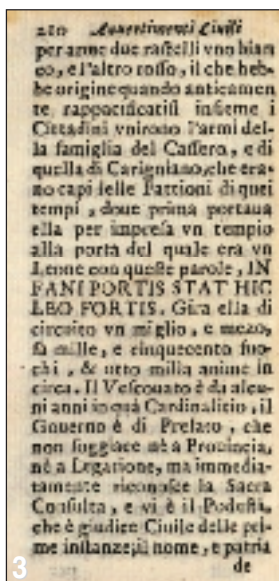 210 Auuertimenti Ciuili
per arme due rastelli vno bian
co, e l'altro rosso, il che heb-
be origine quando anticamen
te rappacificatisi insieme i
Cittadini vnirono l'armi del-
la famiglia del Cassero, e di
quella di Carignano, che era-
no capi delle Fattioni di quei
tempi, doue prima portaua
ella per impresa vn tempio
alla porta del quale era vn
Leone con queste parole, IN
FANI PORTIS STAT HIC
LEO FORTIS. Gira ella di
circuito vn miglio, e mezo,
fà mille, e cinquecento fuo-
chi, & otto milla anime in
circa. Il Vescouato è da alcu-
ni anni in quà Cardinalitio, il
Gouerno è di Prelato, che
non soggiace nè a Prouincia,
nè a Legatione, ma immedia-
tamente riconosce la Sacra
Consulta, e vi è il Podestà,
che è giudice Ciuile delle pri-
me instanze; il nome, e patria
de
3